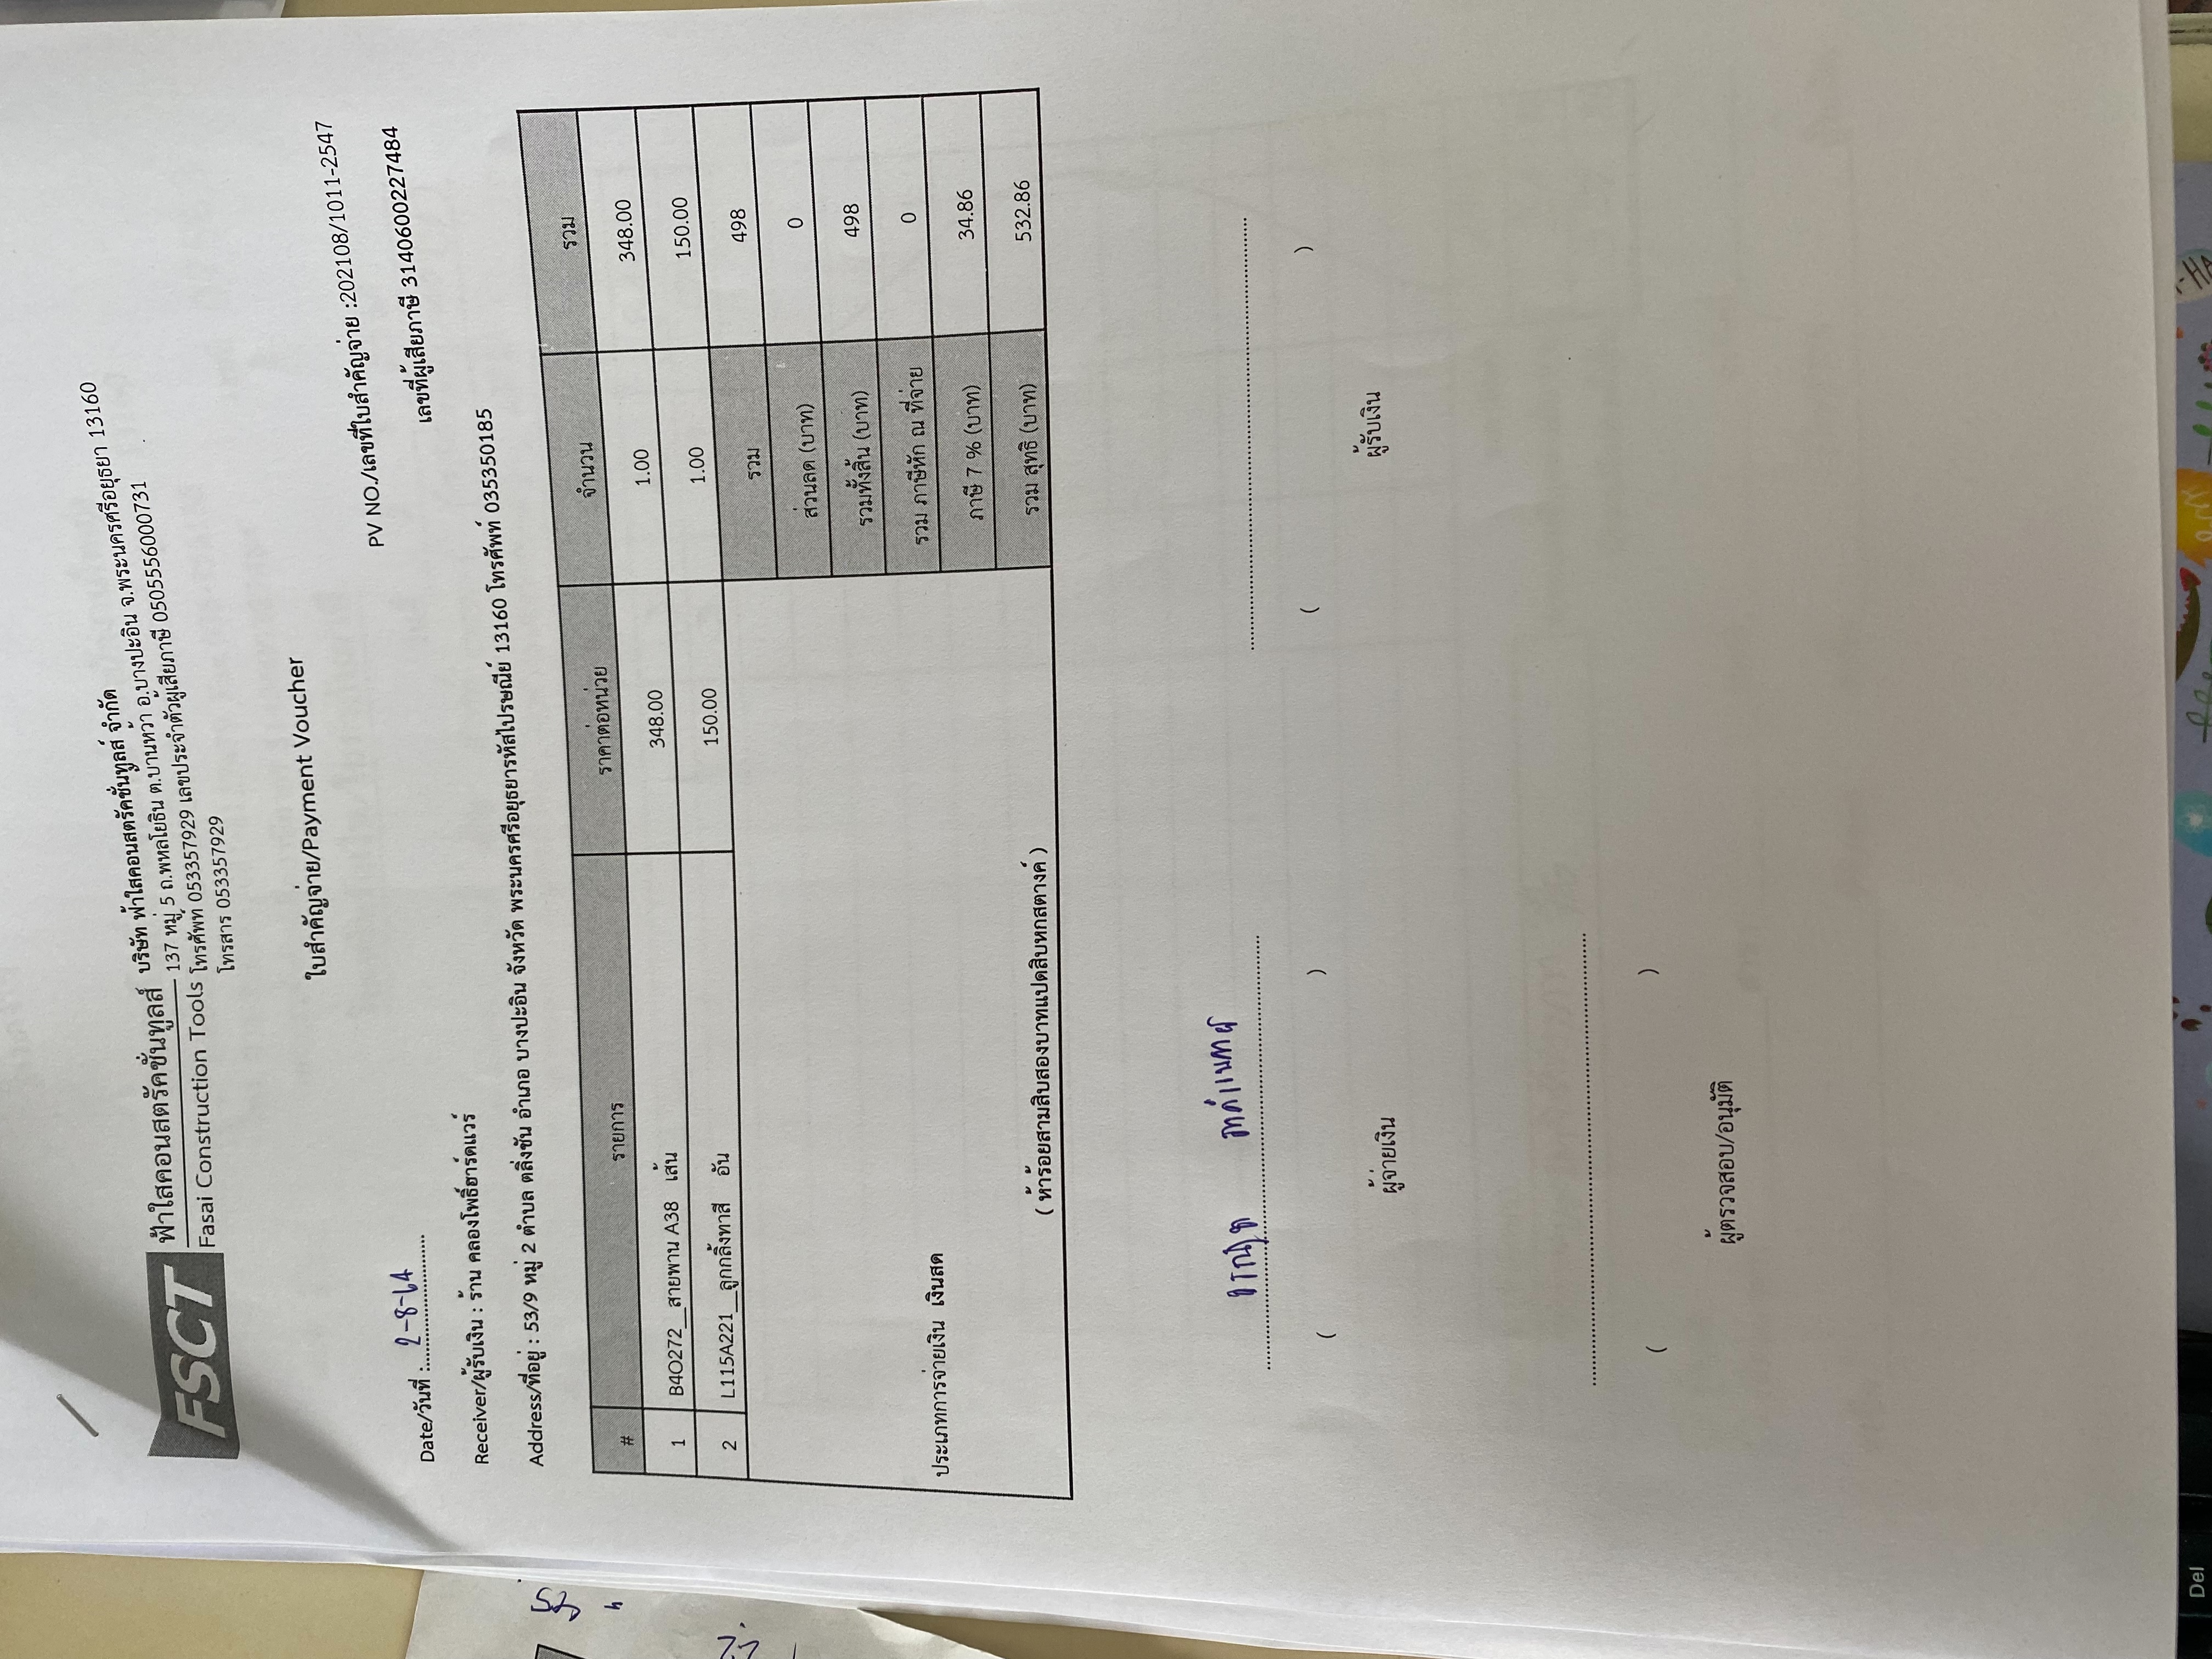 FSCT
ฟ้าใสคอนสตรัคชั่นทูลส์
Fasai Construction Tools
บริษัท ฟ้าใสคอนสตรัคชั่นทูลส์ จำกัด
137 หมู่ 5 ถ.พหลโยธิน ต.บ้านหว้า อ.บางปะอิน จ.พระนครศรีอยุธยา 13160
โทรศัพท์ 053357929 เลขประจำตัวผู้เสียภาษี 0505556000731
โทรสาร 053357929
ใบสำคัญจ่าย/Payment Voucher
PV NO./เลขที่ใบสำคัญจ่าย :202108/1011-2547
Date/วันที่ :2-8-64
เลขที่ผู้เสียภาษี 3140600227484
Receiver/ผู้รับเงิน : ร้าน คลองโพธิ์ฮาร์ดแวร์
Address/ที่อยู่ : 53/9 หมู่ 2 ตำบล ตลิ่งชัน อำเภอ บางปะอิน จังหวัด พระนครศรีอยุธยารหัสไปรษณีย์ 13160 โทรศัพท์ 035350185
# รายการ ราคาต่อหน่วย จำนวน รวม
1 B4O272__สายพาน A38 เส้น 348.00 1.00 348.00
2 L115A221__ลูกกลิ้งทาสี อัน 150.00 1.00 150.00
รวม 498
ส่วนลด (บาท) 0
รวมทั้งสิ้น (บาท) 498
รวม ภาษีหัก ณ ที่จ่าย 0
ประเภทการจ่ายเงิน เงินสด
ภาษี 7 % (บาท) 34.86
( ห้าร้อยสามสิบสองบาทแปดสิบหกสตางค์ ) รวม สุทธิ (บาท) 532.86
( ) ( )
ผู้จ่ายเงิน ผู้รับเงิน
( )
ผู้ตรวจสอบ/อนุมัติ
Del